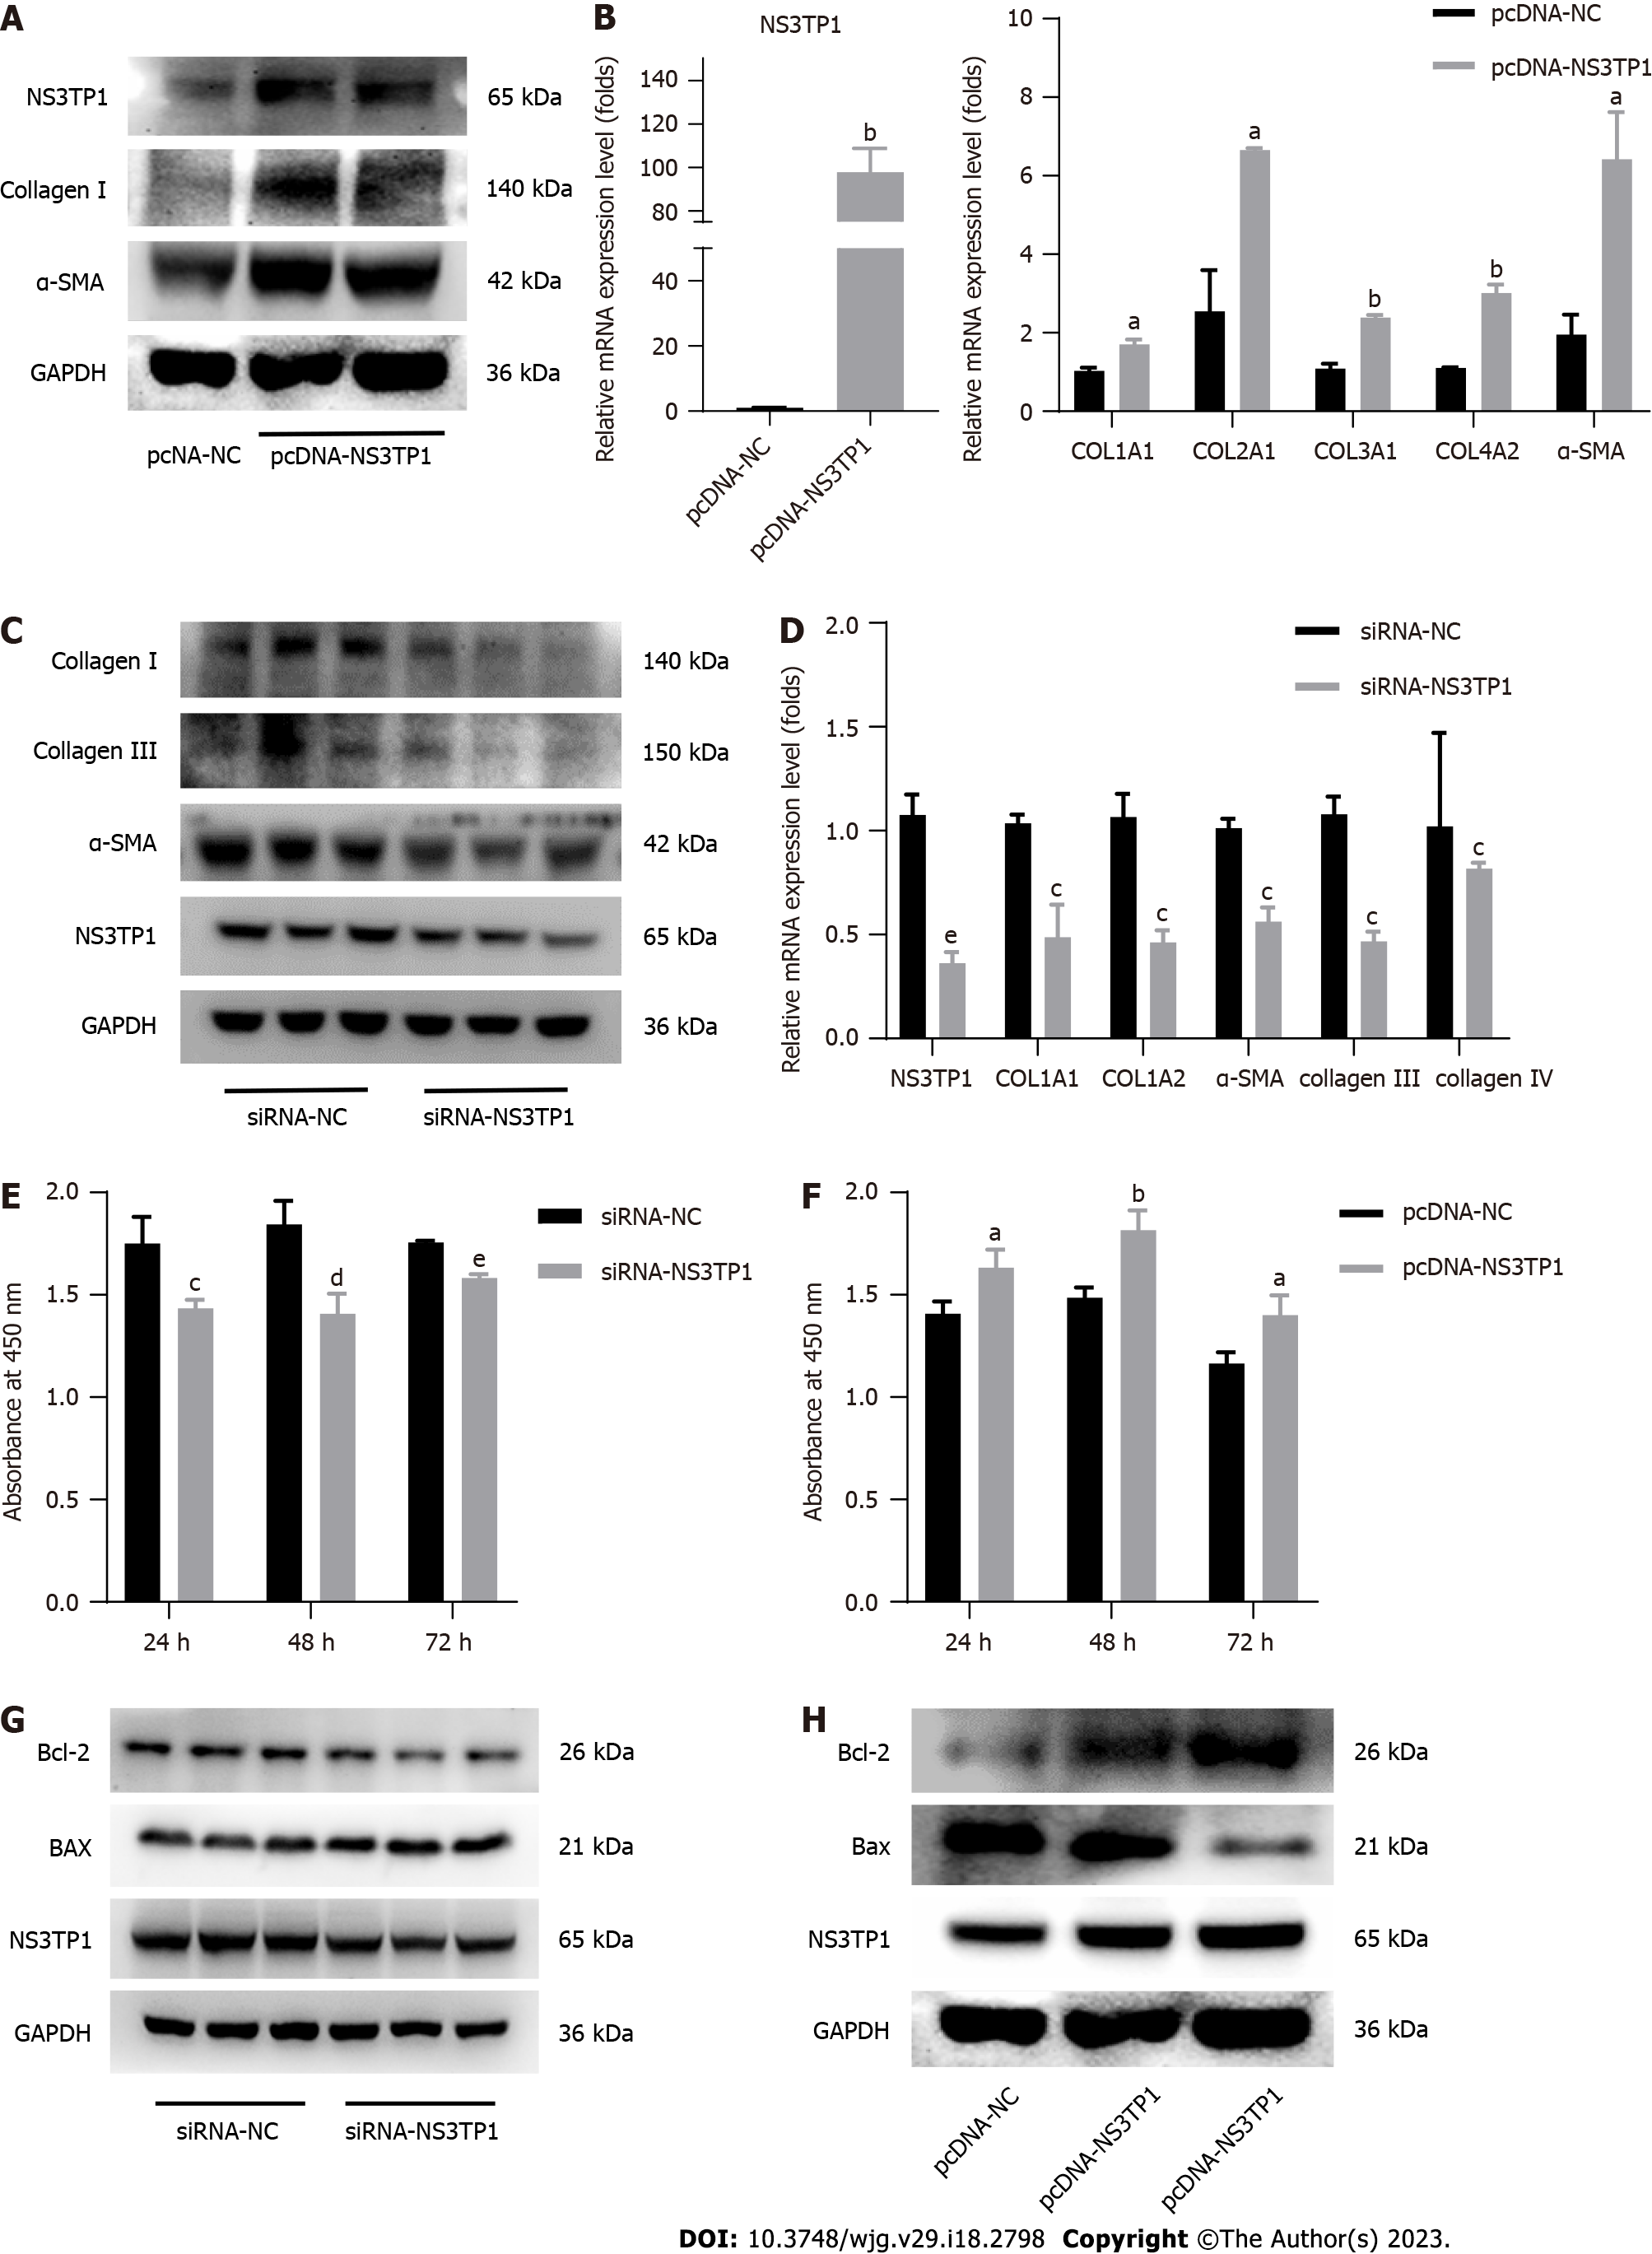 A
NS3TP1
65 kDa
Collagen I
140 kDa
α-SMA
42 kDa
GAPDH
36 kDa
pcNA-NC
pcDNA-NS3TP1
B
NS3TP1
Relative mRNA expression level (folds)
140
120
100
80
40
20
0
b
pcDNA-NC
pcDNA-NS3TP1
Relative mRNA expression level (folds)
10
8
6
4
2
0
pcDNA-NC
pcDNA-NS3TP1
a
a
b
b
a
COL1A1
COL2A1
COL3A1
COL4A2
α-SMA
C
Collagen I
140 kDa
Collagen III
150 kDa
α-SMA
42 kDa
NS3TP1
65 kDa
GAPDH
36 kDa
siRNA-NC
siRNA-NS3TP1
D
Relative mRNA expression level (folds)
2.0
1.5
1.0
0.5
0.0
siRNA-NC
siRNA-NS3TP1
e
c
c
c
c
c
NS3TP1
COL1A1
COL1A2
α-SMA
collagen III
collagen IV
E
Absorbance at 450 nm
2.0
1.5
1.0
0.5
0.0
siRNA-NC
siRNA-NS3TP1
c
d
e
24 h
48 h
72 h
F
Absorbance at 450 nm
2.0
1.5
1.0
0.5
0.0
pcDNA-NC
pcDNA-NS3TP1
a
b
a
24 h
48 h
72 h
G
Bcl-2
26 kDa
BAX
21 kDa
NS3TP1
65 kDa
GAPDH
36 kDa
siRNA-NC
siRNA-NS3TP1
H
Bcl-2
26 kDa
Bax
21 kDa
NS3TP1
65 kDa
GAPDH
36 kDa
pcDNA-NC
pcDNA-NS3TP1
pcDNA-NS3TP1
DOI: 10.3748/wjg.v29.i18.2798 Copyright ©The Author(s) 2023.